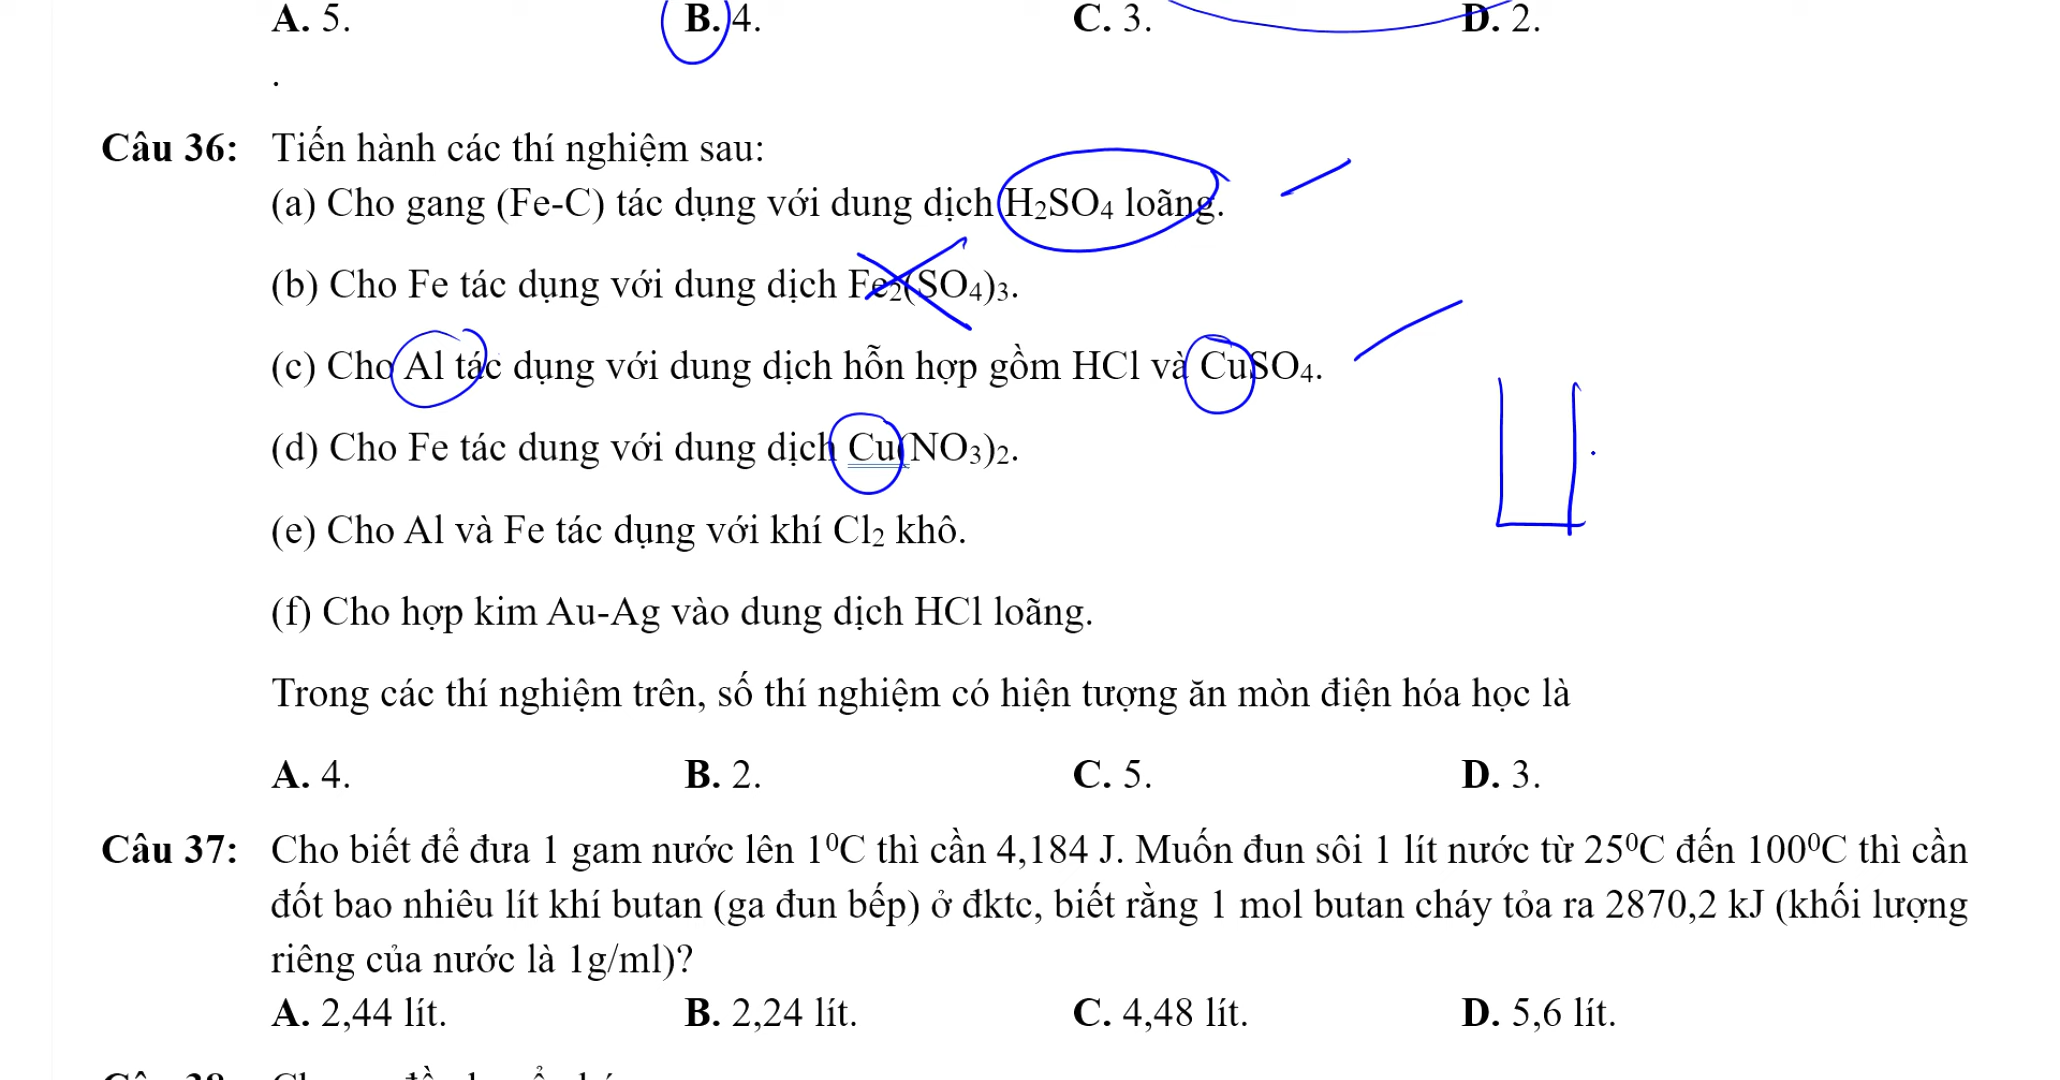 A. 5. B. 4. C. 3. D. 2.
.
Câu 36: Tiến hành các thí nghiệm sau:
(a) Cho gang (Fe-C) tác dụng với dung dịch H₂SO₄ loãng.
(b) Cho Fe tác dụng với dung dịch Fe₂(SO₄)₃.
(c) Cho Al tác dụng với dung dịch hỗn hợp gồm HCl và CuSO₄.
(d) Cho Fe tác dung với dung dịch Cu(NO₃)₂.
(e) Cho Al và Fe tác dụng với khí Cl₂ khô.
(f) Cho hợp kim Au-Ag vào dung dịch HCl loãng.
Trong các thí nghiệm trên, số thí nghiệm có hiện tượng ăn mòn điện hóa học là
A. 4. B. 2. C. 5. D. 3.
Câu 37: Cho biết để đưa 1 gam nước lên 1⁰C thì cần 4,184 J. Muốn đun sôi 1 lít nước từ 25⁰C đến 100⁰C thì cần
đốt bao nhiêu lít khí butan (ga đun bếp) ở đktc, biết rằng 1 mol butan cháy tỏa ra 2870,2 kJ (khối lượng
riêng của nước là 1g/ml)?
A. 2,44 lít. B. 2,24 lít. C. 4,48 lít. D. 5,6 lít.